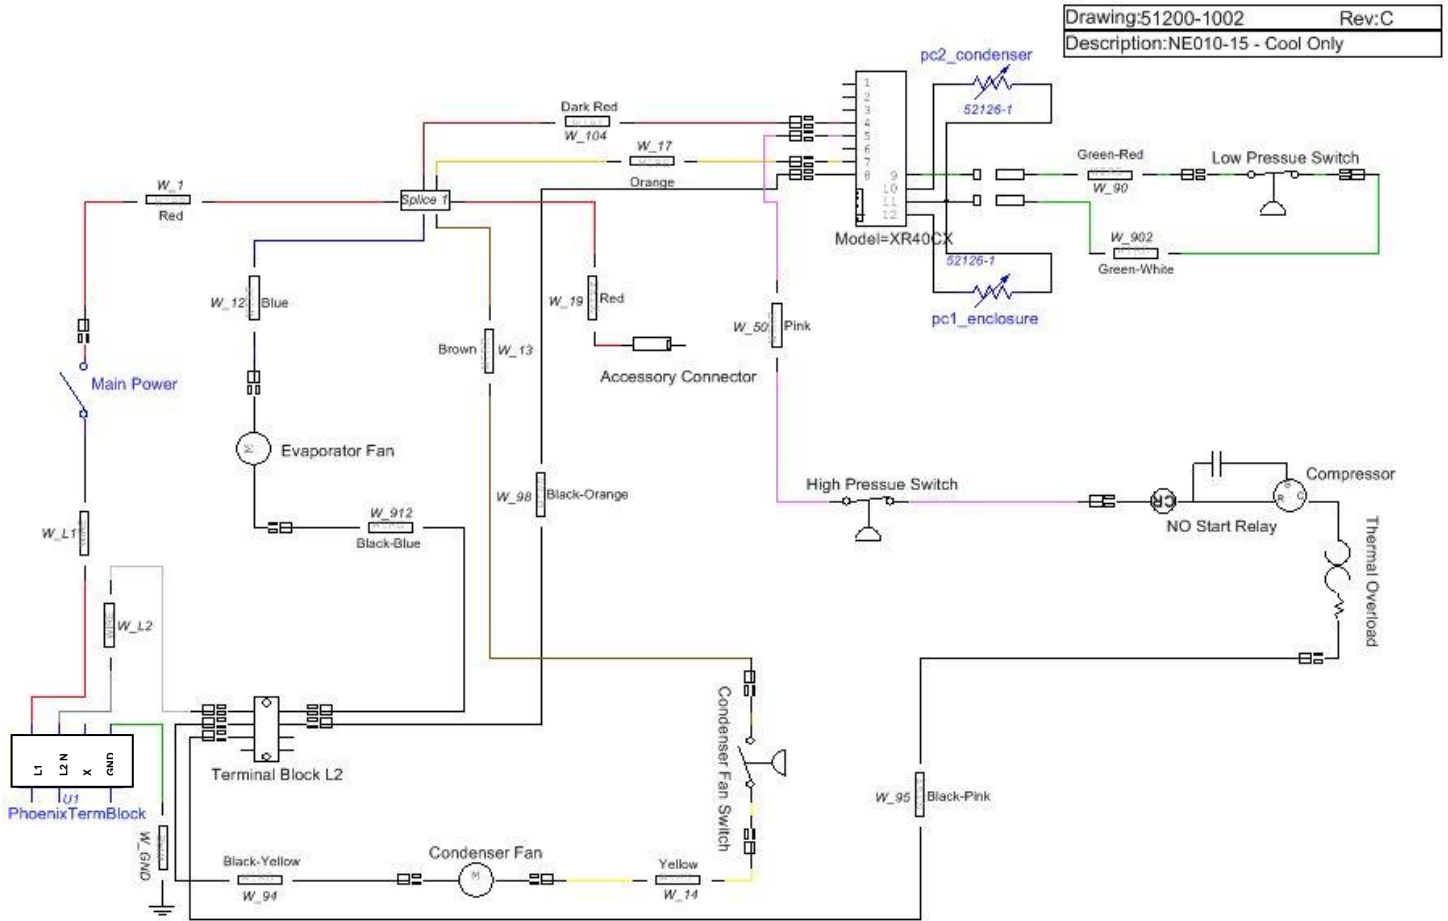 Drawing:51200-1002 Rev:C
Description:NE010-15 - Cool Only
pc2_condenser
52126-1
Dark Red
W_104
W_17
Orange
1
2
3
4
5
6
7
8
9
10
11
12
Model=XR40CX
Green-Red
W_90
Low Pressue Switch
W_902
Green-White
52126-1
pc1_enclosure
W_1
Red
Splice 1
W_12 Blue
W_19 Red
W_50 Pink
Brown W_13
Accessory Connector
Main Power
Evaporator Fan
M
W_98 Black-Orange
High Pressue Switch
Compressor
S
R C
CR
NO Start Relay
W_L1
W_912
Black-Blue
Thermal Overload
W_L2
L1
L2 N
X
GND
U1
PhoenixTermBlock
Terminal Block L2
Condenser Fan Switch
W_95 Black-Pink
W_GND
Black-Yellow
W_94
Condenser Fan
M
Yellow
W_14